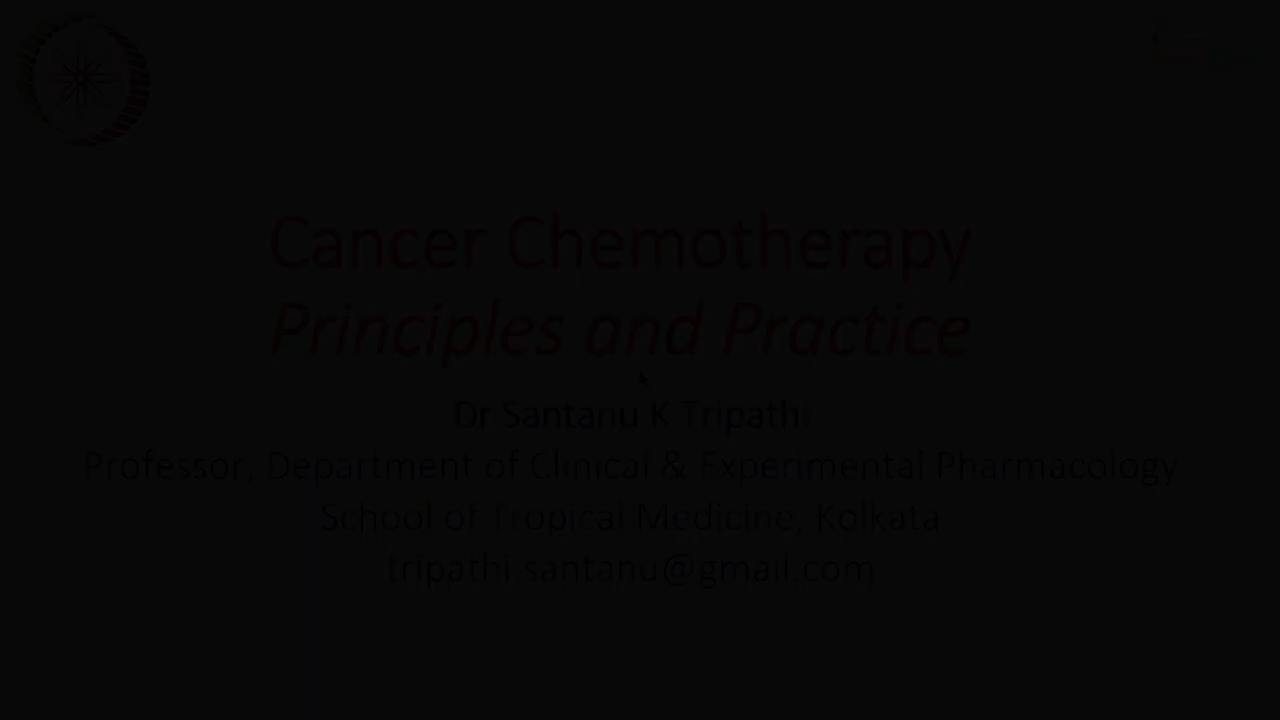 Cancer Chemotherapy
Principles and Practice
Dr Santanu K Tripathi
Professor, Department of Clinical & Experimental Pharmacology
School of Tropical Medicine, Kolkata
tripathi.santanu@gmail.com